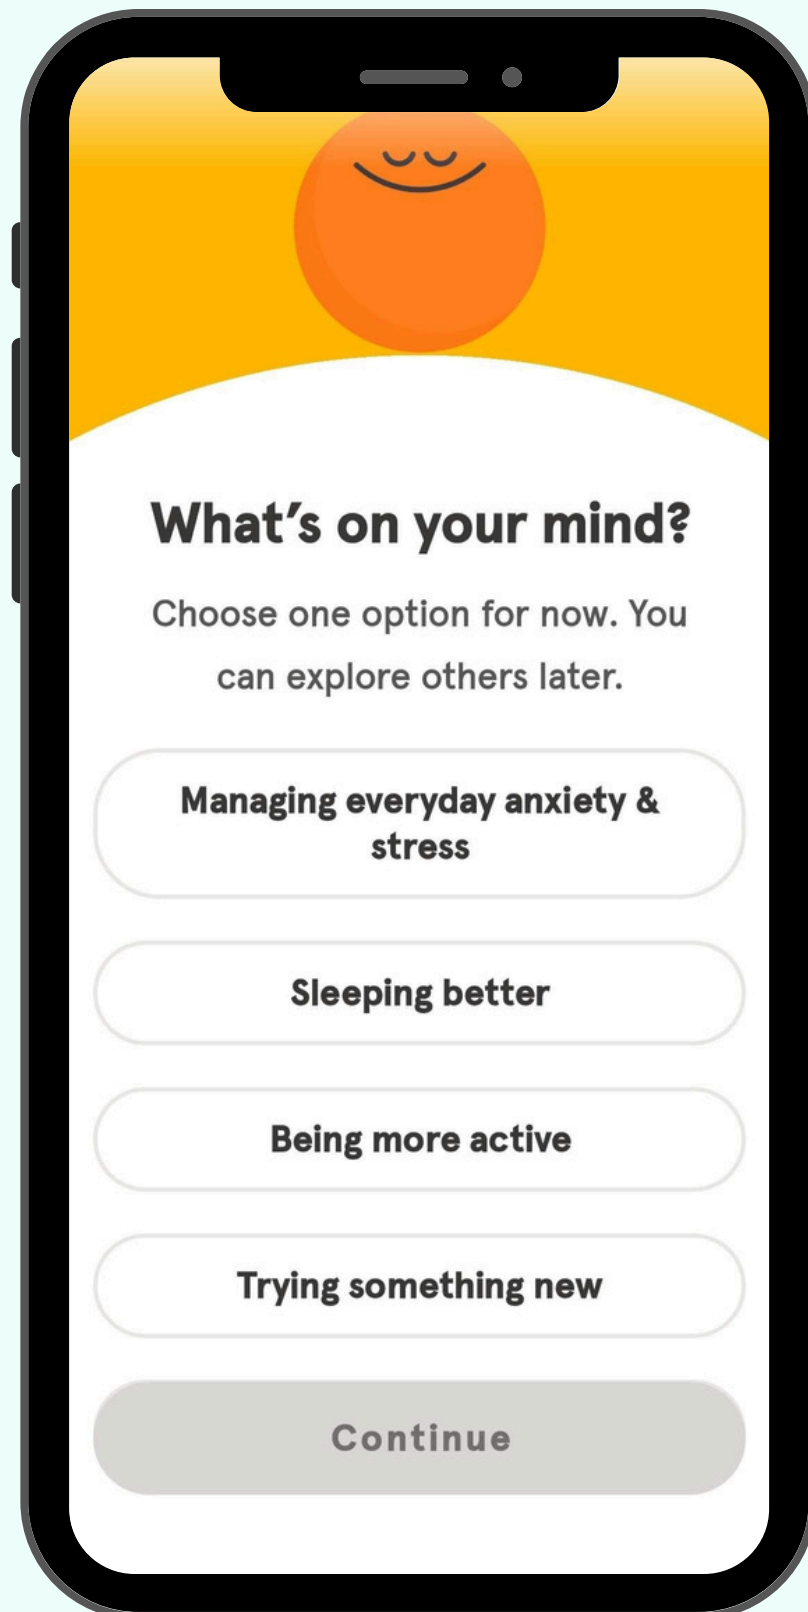 What’s on your mind?
Choose one option for now. You
can explore others later.
Managing everyday anxiety &
stress
Sleeping better
Being more active
Trying something new
Continue